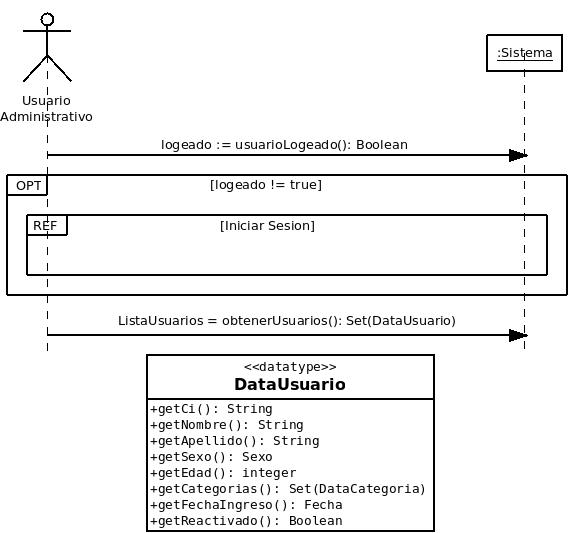 :Sistema
Usuario
Administrativo
logeado := usuarioLogeado(): Boolean
OPT
[logeado != true]
REF
[Iniciar Sesion]
ListaUsuarios = obtenerUsuarios(): Set(DataUsuario)
<<datatype>>
DataUsuario
+getCi(): String
+getNombre(): String
+getApellido(): String
+getSexo(): Sexo
+getEdad(): integer
+getCategorias(): Set(DataCategoria)
+getFechaIngreso(): Fecha
+getReactivado(): Boolean